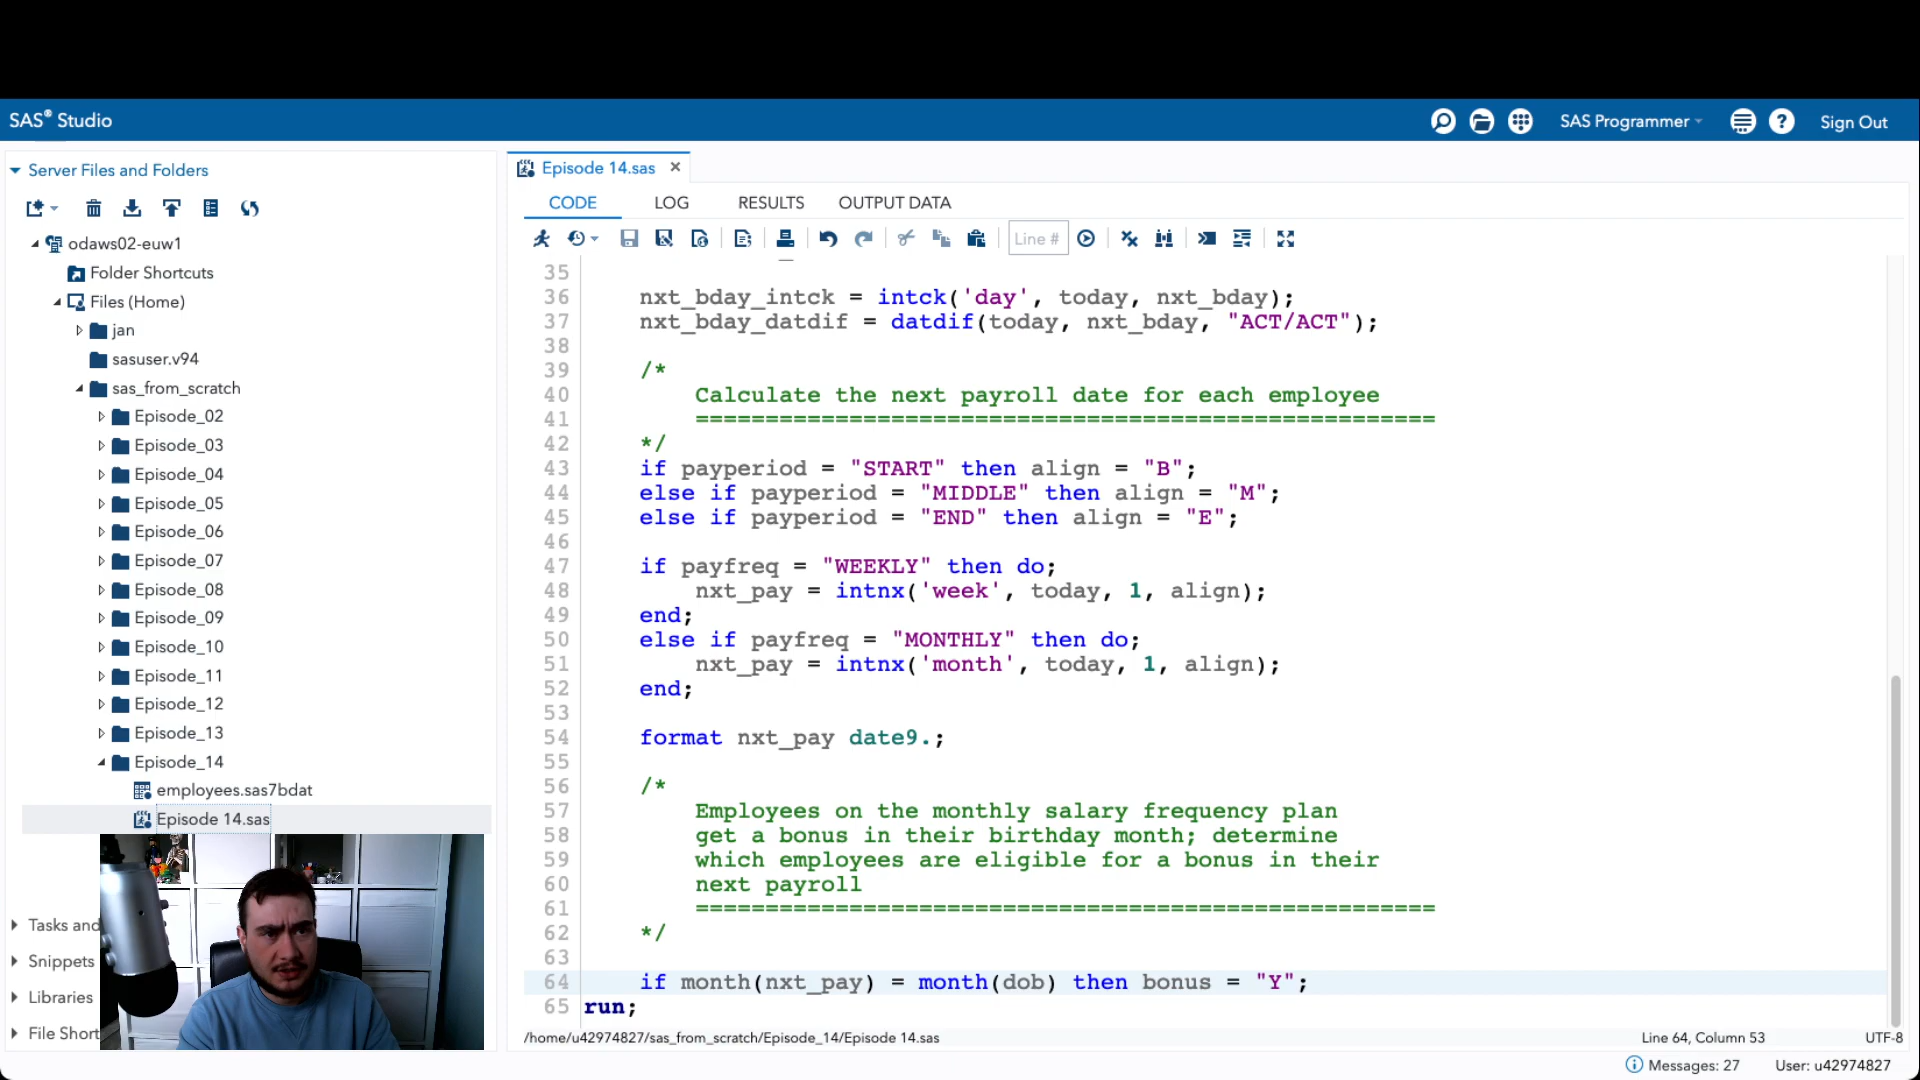 SAS® Studio
SAS Programmer
Sign Out
Server Files and Folders
odaws02-euw1
Folder Shortcuts
Files (Home)
jan
sasuser.v94
sas_from_scratch
Episode_02
Episode_03
Episode_04
Episode_05
Episode_06
Episode_07
Episode_08
Episode_09
Episode_10
Episode_11
Episode_12
Episode_13
Episode_14
employees.sas7bdat
Episode 14.sas
Tasks and
Snippets
Libraries
File Short
Episode 14.sas
CODE LOG RESULTS OUTPUT DATA
Line #
35
36 nxt_bday_intck = intck('day', today, nxt_bday);
37 nxt_bday_datdif = datdif(today, nxt_bday, "ACT/ACT");
38
39 /*
40 Calculate the next payroll date for each employee
41 =====================================================
42 */
43 if payperiod = "START" then align = "B";
44 else if payperiod = "MIDDLE" then align = "M";
45 else if payperiod = "END" then align = "E";
46
47 if payfreq = "WEEKLY" then do;
48 nxt_pay = intnx('week', today, 1, align);
49 end;
50 else if payfreq = "MONTHLY" then do;
51 nxt_pay = intnx('month', today, 1, align);
52 end;
53
54 format nxt_pay date9.;
55
56 /*
57 Employees on the monthly salary frequency plan
58 get a bonus in their birthday month; determine
59 which employees are eligible for a bonus in their
60 next payroll
61 =====================================================
62 */
63
64 if month(nxt_pay) = month(dob) then bonus = "Y";
65 run;
/home/u42974827/sas_from_scratch/Episode_14/Episode 14.sas
Line 64, Column 53
UTF-8
Messages: 27
User: u42974827